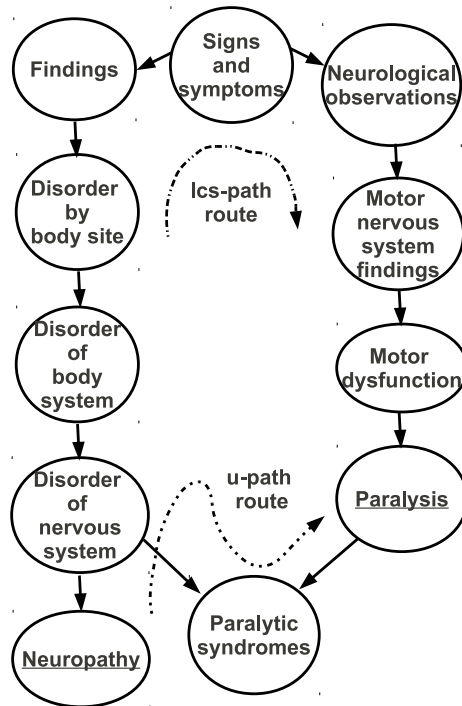 Signs
and
symptoms
Findings
Neurological
observations
Disorder
by
body site
lcs-path
route
Motor
nervous
system
findings
Disorder
of
body
system
Motor
dysfunction
Disorder
of
nervous
system
u-path
route
Paralysis
Neuropathy
Paralytic
syndromes